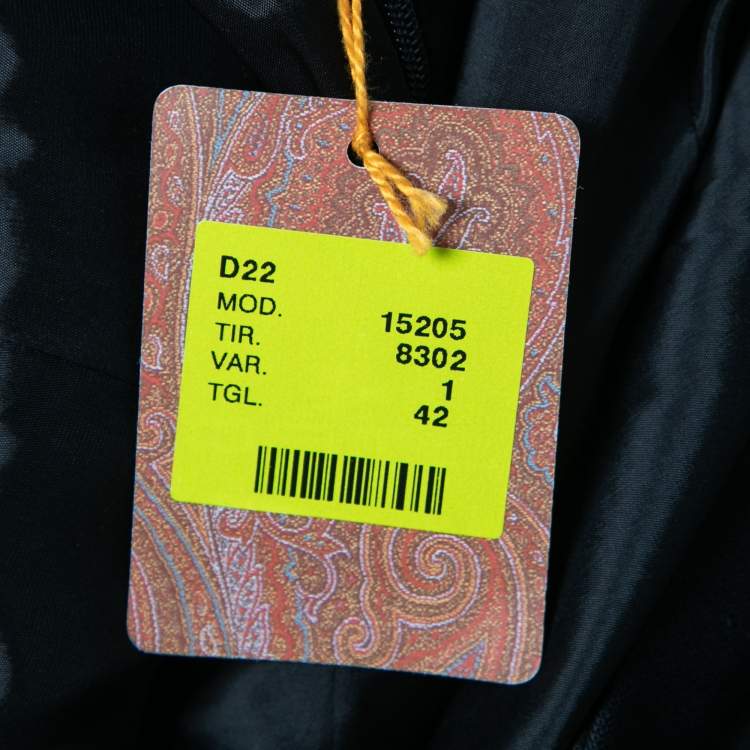 D22
MOD. 15205
TIR. 8302
VAR. 1
TGL. 42